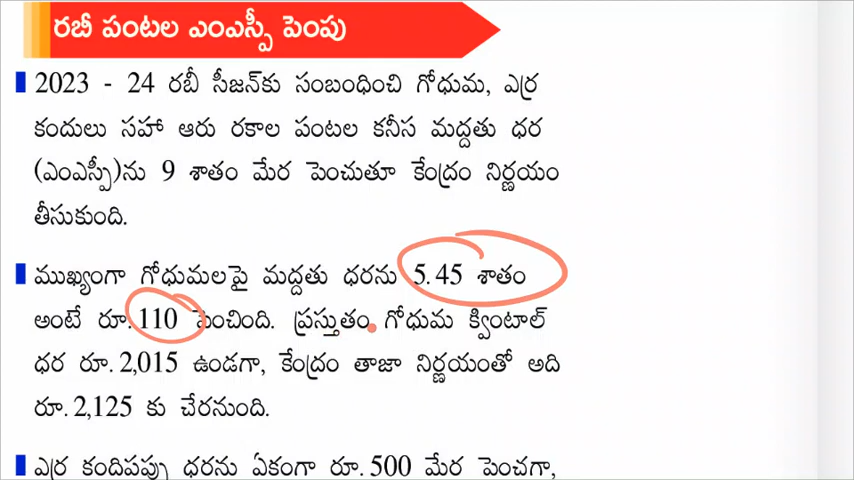 రబీ పంటల ఎంఎస్పీ పెంపు
2023 - 24 రబీ సీజన్‌కు సంబంధించి గోధుమ, ఎర్ర
కందులు సహా ఆరు రకాల పంటల కనీస మద్దతు ధర
(ఎంఎస్పీ)ను 9 శాతం మేర పెంచుతూ కేంద్రం నిర్ణయం
తీసుకుంది.
ముఖ్యంగా గోధుమలపై మద్దతు ధరను 5.45 శాతం
అంటే రూ.110 పెంచింది. ప్రస్తుతం గోధుమ క్వింటాల్
ధర రూ.2,015 ఉండగా, కేంద్రం తాజా నిర్ణయంతో అది
రూ.2,125 కు చేరనుంది.
ఎర్ర కందిపప్పు ధరను ఏకంగా రూ.500 మేర పెంచగా,